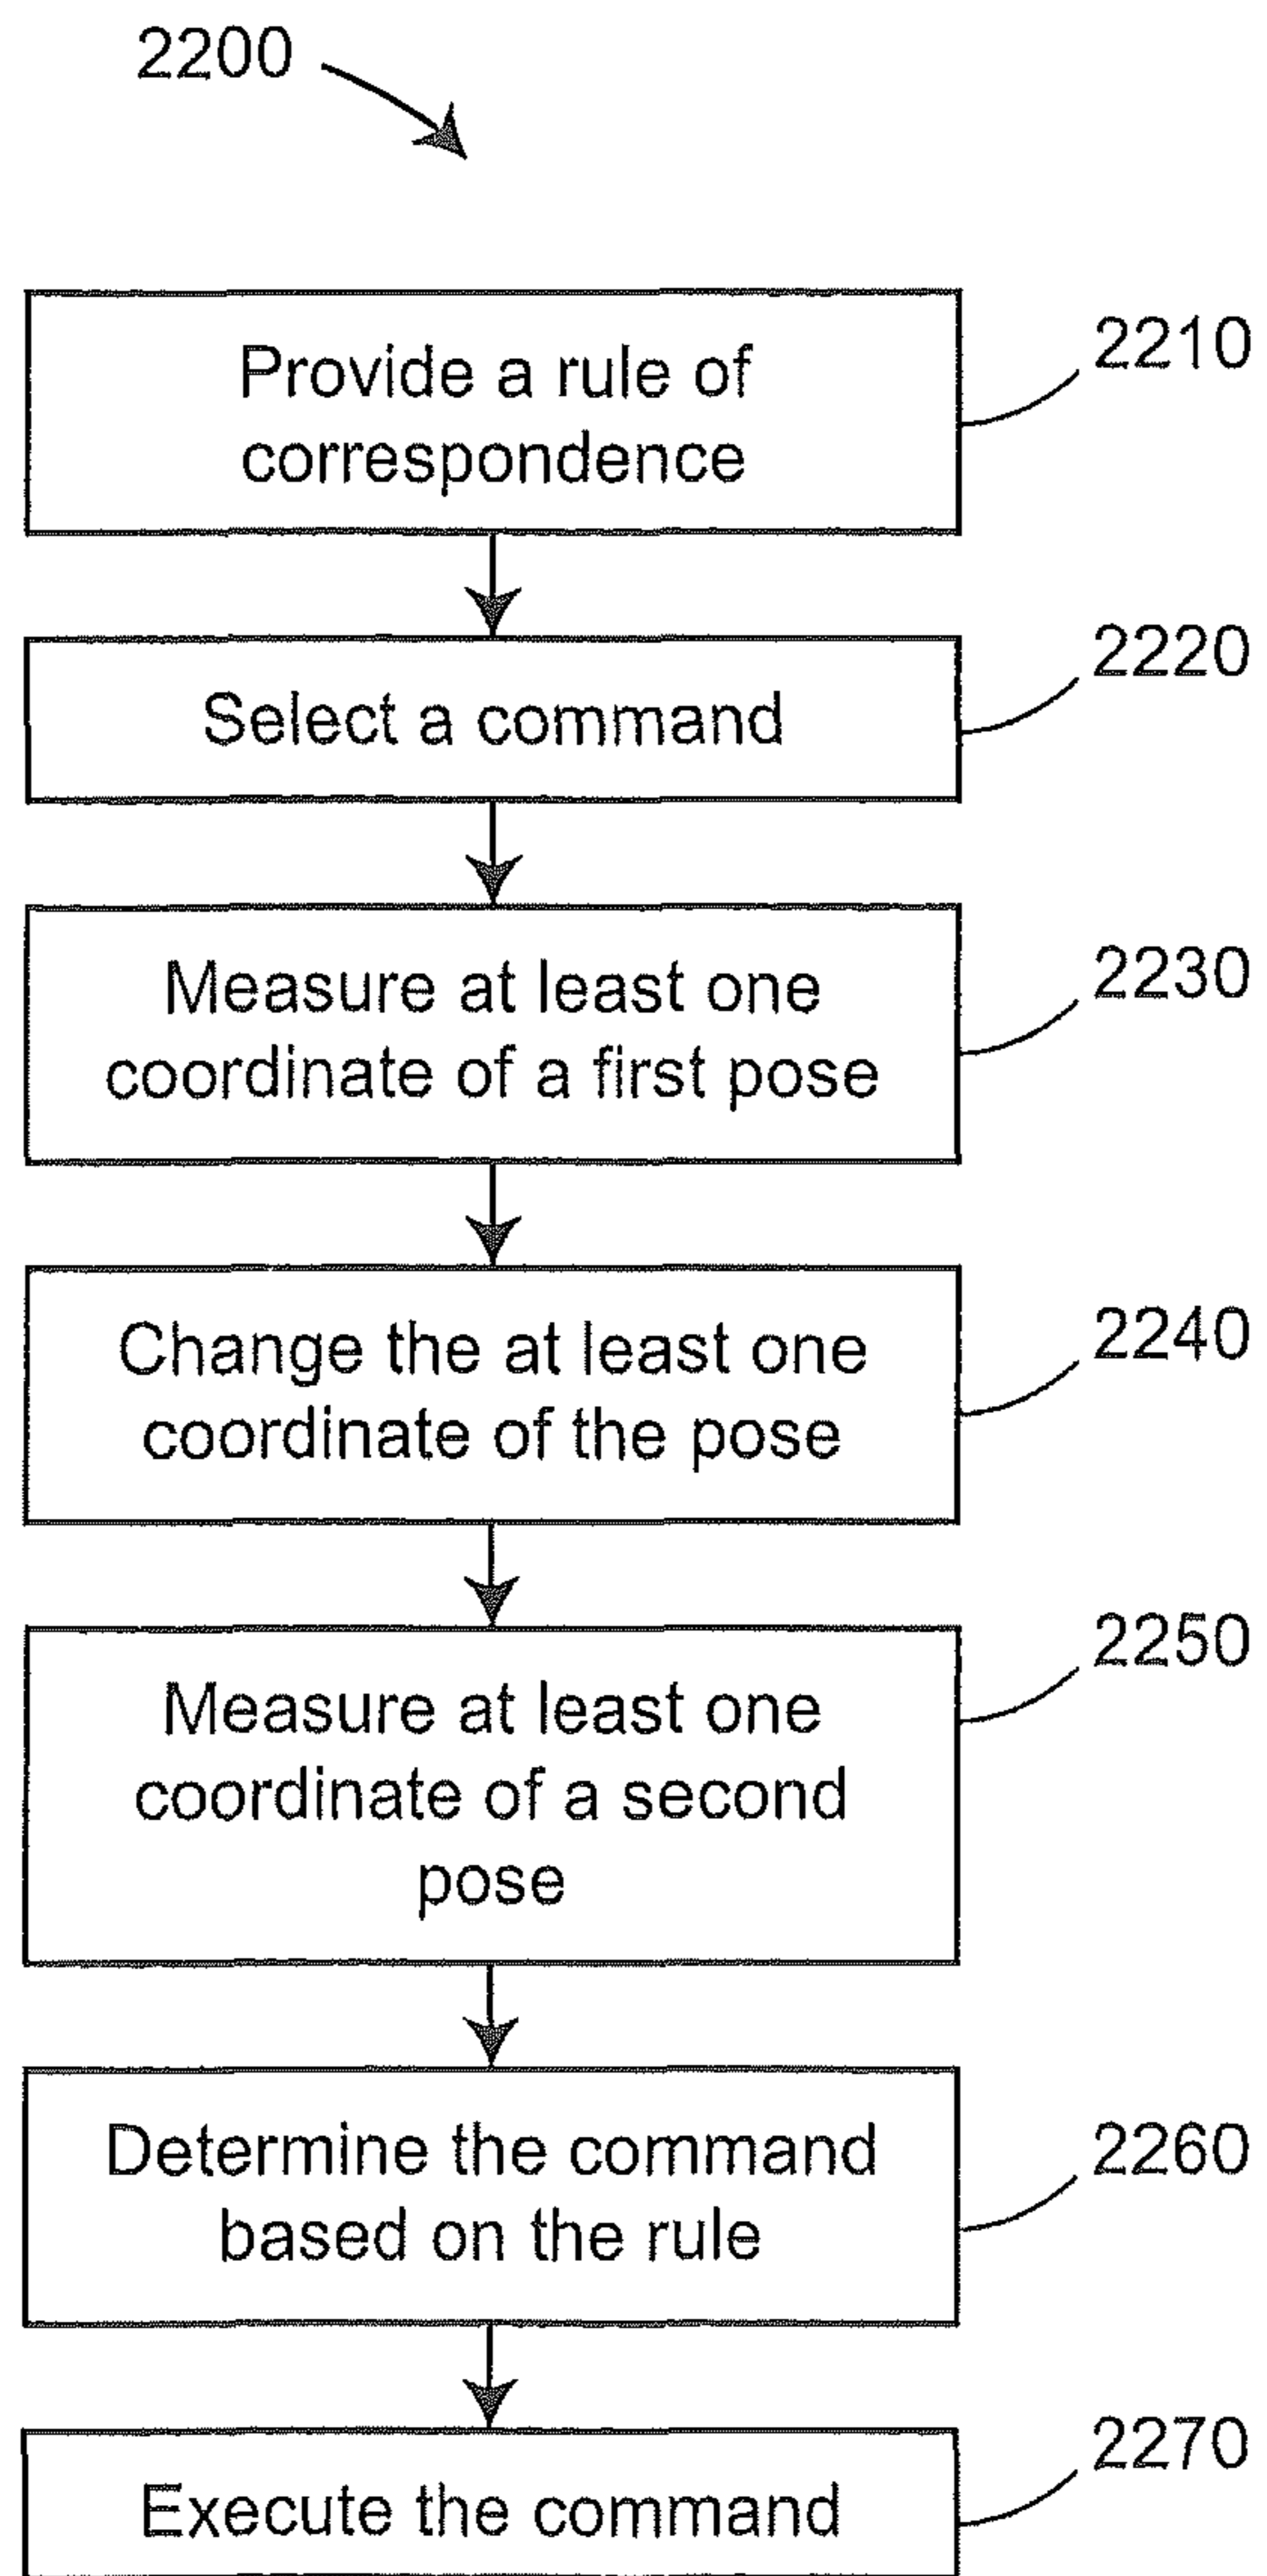 2200
Provide a rule of
correspondence
2210
Select a command
2220
Measure at least one
coordinate of a first pose
2230
Change the at least one
coordinate of the pose
2240
Measure at least one
coordinate of a second
pose
2250
Determine the command
based on the rule
2260
Execute the command
2270